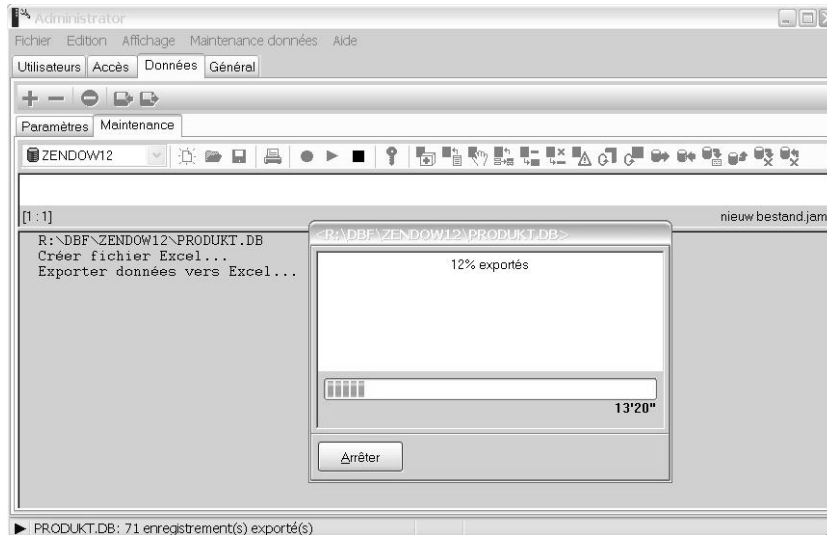 Administrator
Fichier Edition Affichage Maintenance données Aide
Utilisateurs Accès Données Général
Paramètres Maintenance
ZENDOW12
[1 : 1] nieuw bestand.jam
R:\DBF\ZENDOW12\PRODUKT.DB
Créer fichier Excel...
Exporter données vers Excel...
<R:\DBF\ZENDOW12\PRODUKT.DB>
12% exportés
13'20"
Arrêter
PRODUKT.DB: 71 enregistrement(s) exporté(s)